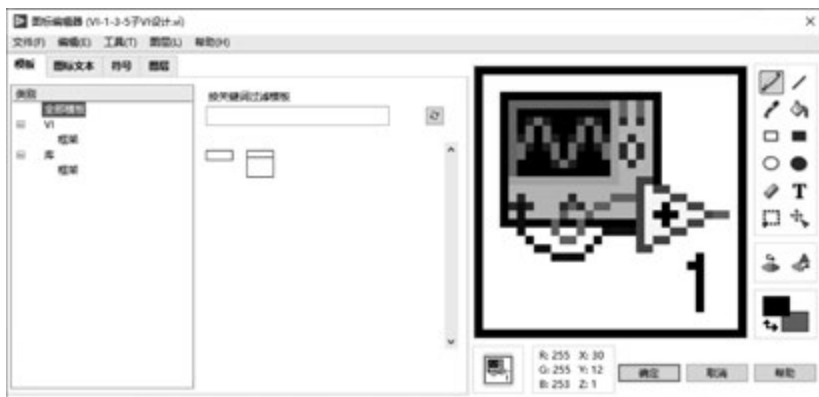 图标编辑器 (VI-1-3-5子VI设计.vi)
文件(F) 编辑(E) 工具(T) 图层(L) 帮助(H)
模板 图标文本 符号 图层
类别
全部模板
VI
框架
库
框架
按关键词过滤模板
1
T
R: 255 X: 30
G: 255 Y: 12
B: 253 Z: 1
确定 取消 帮助